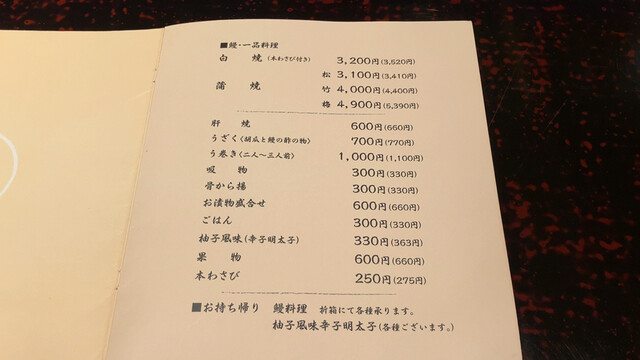 ■鰻・一品料理
白焼(本わさび付き) 3,200円(3,520円)
松 3,100円(3,410円)
蒲焼 竹 4,000円(4,400円)
梅 4,900円(5,390円)
肝焼 600円(660円)
うざく〈胡瓜と鰻の酢の物〉 700円(770円)
う巻き〈二人〜三人前〉 1,000円(1,100円)
吸物 300円(330円)
骨から揚 300円(330円)
お漬物盛合せ 600円(660円)
ごはん 300円(330円)
柚子風味(辛子明太子) 330円(363円)
果物 600円(660円)
本わさび 250円(275円)
■お持ち帰り 鰻料理 折箱にて各種承ります。
柚子風味辛子明太子(各種ございます。)